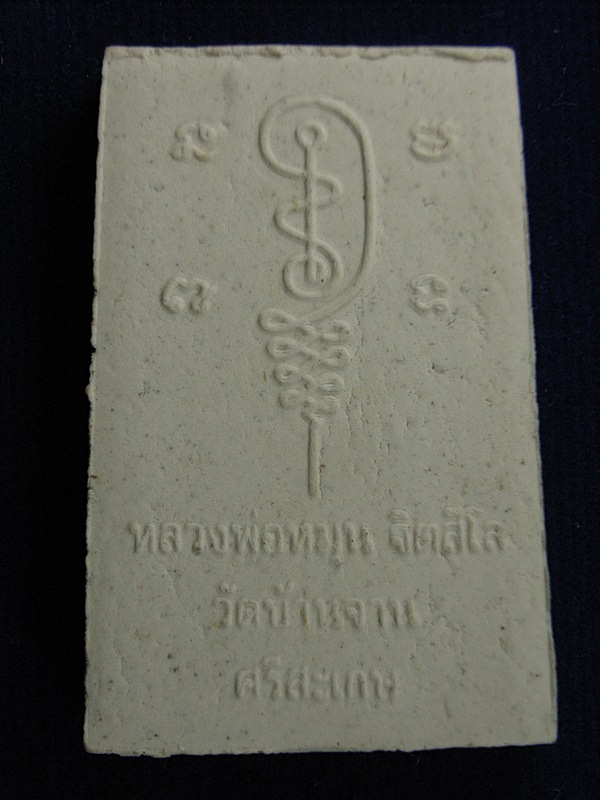 หลวงพ่อหมุน ฐิตสีโล
วัดบ้านจาน
ศรีสะเกษ